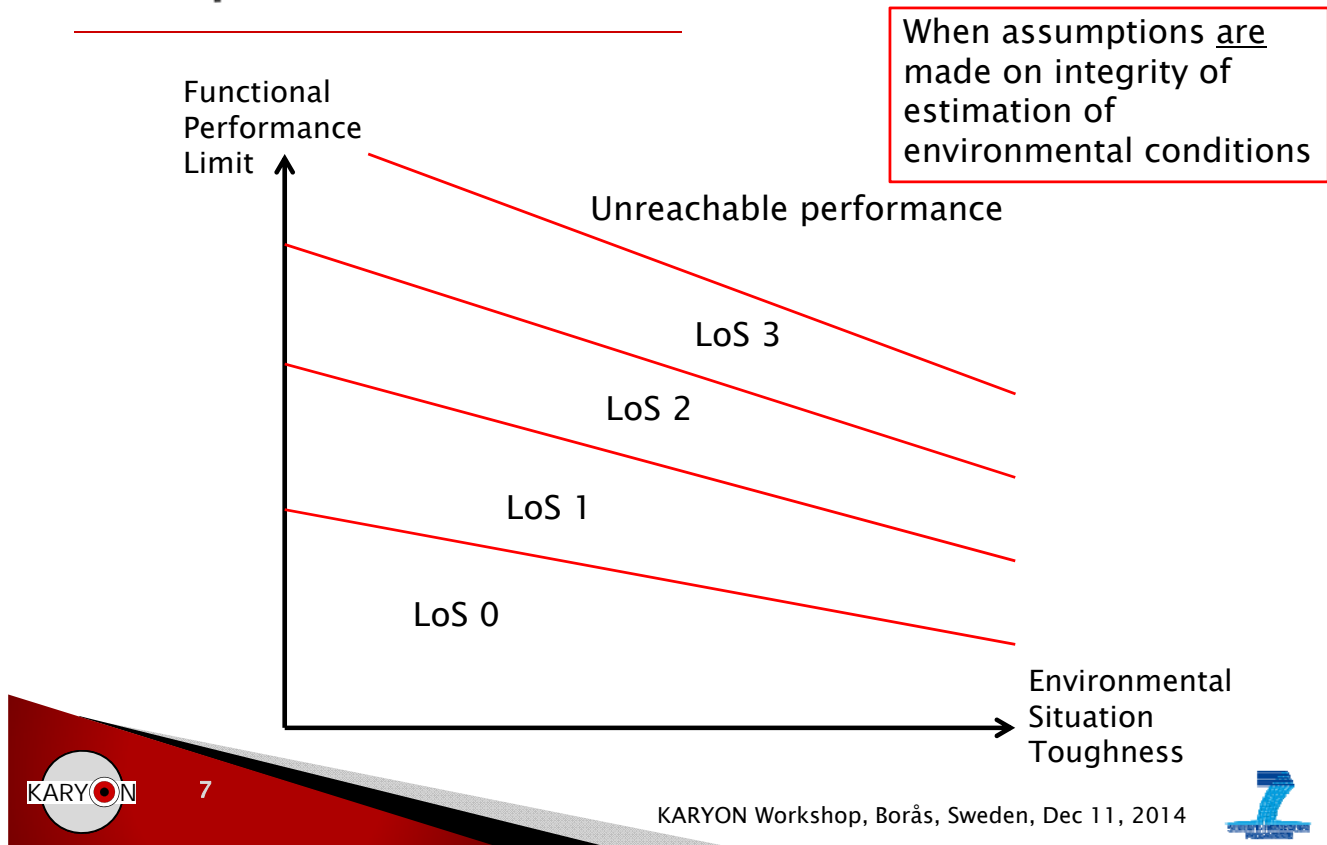 When assumptions are
made on integrity of
estimation of
environmental conditions
Functional
Performance
Limit
Unreachable performance
LoS 3
LoS 2
LoS 1
LoS 0
Environmental
Situation
Toughness
KARYON
7
KARYON Workshop, Borås, Sweden, Dec 11, 2014